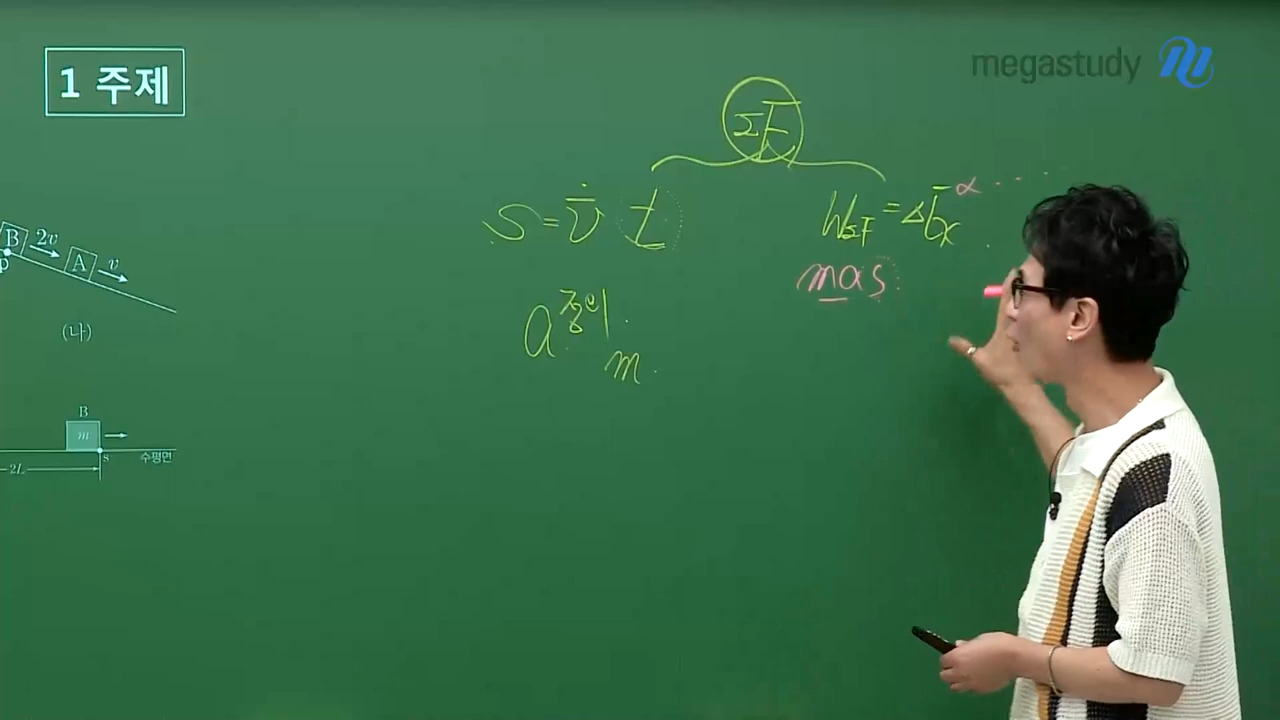 1 주제
megastudy
ΣF
s = v̄ t
W_ΣF = ΔE_K
α ....
mas
a 정의
m
B 2v
A v
p
(나)
B
m
s 수평면
2L